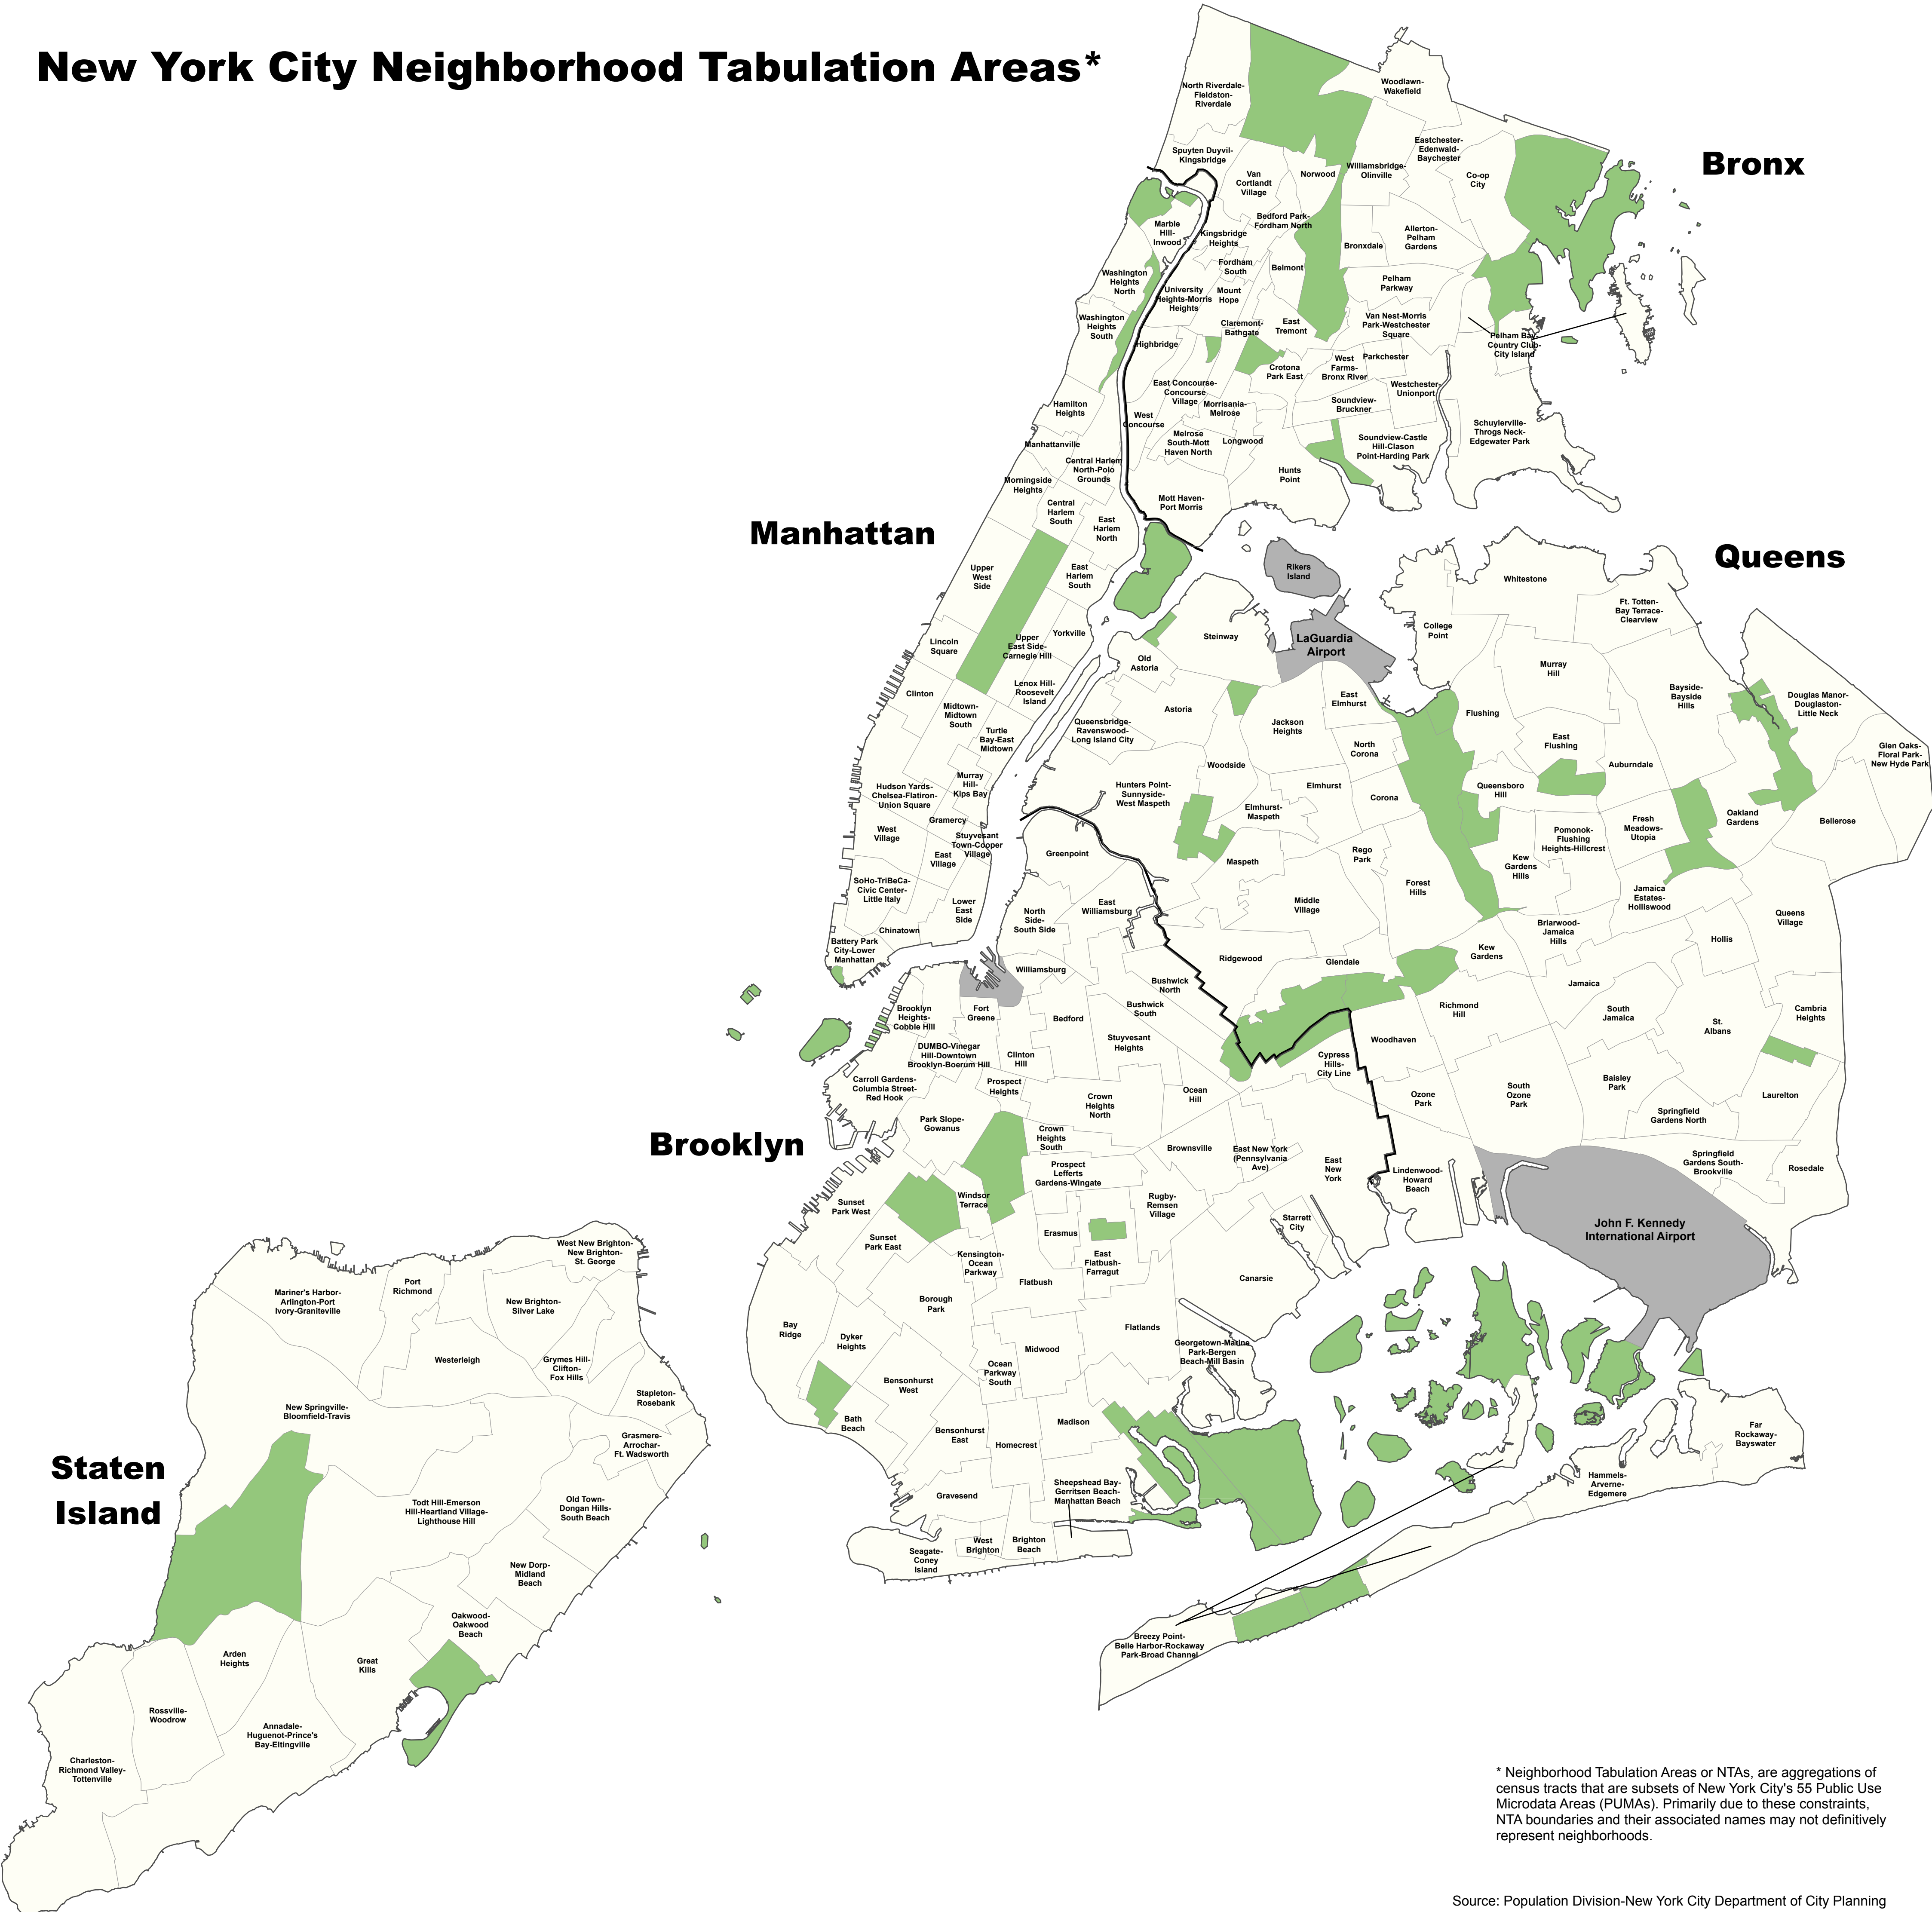 New York City Neighborhood Tabulation Areas*
Bronx
North Riverdale-
Fieldston-
Riverdale
Woodlawn-
Wakefield
Spuyten Duyvil-
Kingsbridge
Van
Cortlandt
Village
Norwood
Williamsbridge-
Olinville
Eastchester-
Edenwald-
Baychester
Co-op
City
Bedford Park-
Fordham North
Kingsbridge
Heights
Bronxdale
Allerton-
Pelham
Gardens
Fordham
South
Belmont
Pelham
Parkway
University
Heights-Morris
Heights
Mount
Hope
Claremont-
Bathgate
East
Tremont
Van Nest-Morris
Park-Westchester
Square
Pelham Bay-
Country Club-
City Island
Highbridge
Crotona
Park East
West
Farms-
Bronx River
Parkchester
East Concourse-
Concourse
Village
Morrisania-
Melrose
Westchester-
Unionport
Soundview-
Bruckner
West
Concourse
Melrose
South-Mott
Haven North
Longwood
Soundview-Castle
Hill-Clason
Point-Harding Park
Schuylerville-
Throgs Neck-
Edgewater Park
Hunts
Point
Mott Haven-
Port Morris
Rikers
Island
Manhattan
Marble
Hill-
Inwood
Washington
Heights
North
Washington
Heights
South
Hamilton
Heights
Manhattanville
Central Harlem
North-Polo
Grounds
Morningside
Heights
Central
Harlem
South
East
Harlem
North
Upper
West
Side
East
Harlem
South
Lincoln
Square
Upper
East Side-
Carnegie Hill
Yorkville
Clinton
Lenox Hill-
Roosevelt
Island
Midtown-
Midtown
South
Turtle
Bay-East
Midtown
Hudson Yards-
Chelsea-Flatiron-
Union Square
Murray
Hill-
Kips Bay
Gramercy
West
Village
East
Village
Stuyvesant
Town-Cooper
Village
SoHo-TriBeCa-
Civic Center-
Little Italy
Lower
East
Side
Chinatown
Battery Park
City-Lower
Manhattan
Queens
Whitestone
Ft. Totten-
Bay Terrace-
Clearview
College
Point
Steinway
LaGuardia
Airport
Old
Astoria
Murray
Hill
Bayside-
Bayside
Hills
Douglas Manor-
Douglaston-
Little Neck
Astoria
East
Elmhurst
Flushing
Queensbridge-
Ravenswood-
Long Island City
Jackson
Heights
North
Corona
East
Flushing
Auburndale
Glen Oaks-
Floral Park-
New Hyde Park
Woodside
Hunters Point-
Sunnyside-
West Maspeth
Elmhurst
Corona
Queensboro
Hill
Elmhurst-
Maspeth
Pomonok-
Flushing
Heights-Hillcrest
Fresh
Meadows-
Utopia
Oakland
Gardens
Bellerose
Maspeth
Rego
Park
Kew
Gardens
Hills
Forest
Hills
Jamaica
Estates-
Holliswood
Middle
Village
Queens
Village
Briarwood-
Jamaica
Hills
Hollis
Ridgewood
Glendale
Kew
Gardens
Jamaica
Richmond
Hill
South
Jamaica
St.
Albans
Cambria
Heights
Woodhaven
Baisley
Park
Ozone
Park
South
Ozone
Park
Springfield
Gardens North
Laurelton
Lindenwood-
Howard
Beach
Springfield
Gardens South-
Brookville
Rosedale
John F. Kennedy
International Airport
Far
Rockaway-
Bayswater
Hammels-
Arverne-
Edgemere
Breezy Point-
Belle Harbor-Rockaway
Park-Broad Channel
Brooklyn
Greenpoint
North
Side-
South Side
East
Williamsburg
Williamsburg
Bushwick
North
Bushwick
South
Brooklyn
Heights-
Cobble Hill
Fort
Greene
Bedford
DUMBO-Vinegar
Hill-Downtown
Brooklyn-Boerum Hill
Clinton
Hill
Stuyvesant
Heights
Cypress
Hills-
City Line
Carroll Gardens-
Columbia Street-
Red Hook
Prospect
Heights
Crown
Heights
North
Ocean
Hill
Park Slope-
Gowanus
Crown
Heights
South
Brownsville
East New York
(Pennsylvania
Ave)
East
New
York
Prospect
Lefferts
Gardens-Wingate
Sunset
Park West
Windsor
Terrace
Rugby-
Remsen
Village
Starrett
City
Erasmus
Sunset
Park East
Kensington-
Ocean
Parkway
East
Flatbush-
Farragut
Flatbush
Canarsie
Borough
Park
Bay
Ridge
Dyker
Heights
Flatlands
Midwood
Georgetown-Marine
Park-Bergen
Beach-Mill Basin
Ocean
Parkway
South
Bensonhurst
West
Bath
Beach
Madison
Bensonhurst
East
Homecrest
Gravesend
Sheepshead Bay-
Gerritsen Beach-
Manhattan Beach
West
Brighton
Brighton
Beach
Seagate-
Coney
Island
Staten
Island
West New Brighton-
New Brighton-
St. George
Mariner's Harbor-
Arlington-Port
Ivory-Graniteville
Port
Richmond
New Brighton-
Silver Lake
Westerleigh
Grymes Hill-
Clifton-
Fox Hills
Stapleton-
Rosebank
New Springville-
Bloomfield-Travis
Grasmere-
Arrochar-
Ft. Wadsworth
Todt Hill-Emerson
Hill-Heartland Village-
Lighthouse Hill
Old Town-
Dongan Hills-
South Beach
New Dorp-
Midland
Beach
Oakwood-
Oakwood
Beach
Arden
Heights
Great
Kills
Rossville-
Woodrow
Annadale-
Huguenot-Prince's
Bay-Eltingville
Charleston-
Richmond Valley-
Tottenville
* Neighborhood Tabulation Areas or NTAs, are aggregations of
census tracts that are subsets of New York City's 55 Public Use
Microdata Areas (PUMAs). Primarily due to these constraints,
NTA boundaries and their associated names may not definitively
represent neighborhoods.
Source: Population Division-New York City Department of City Planning